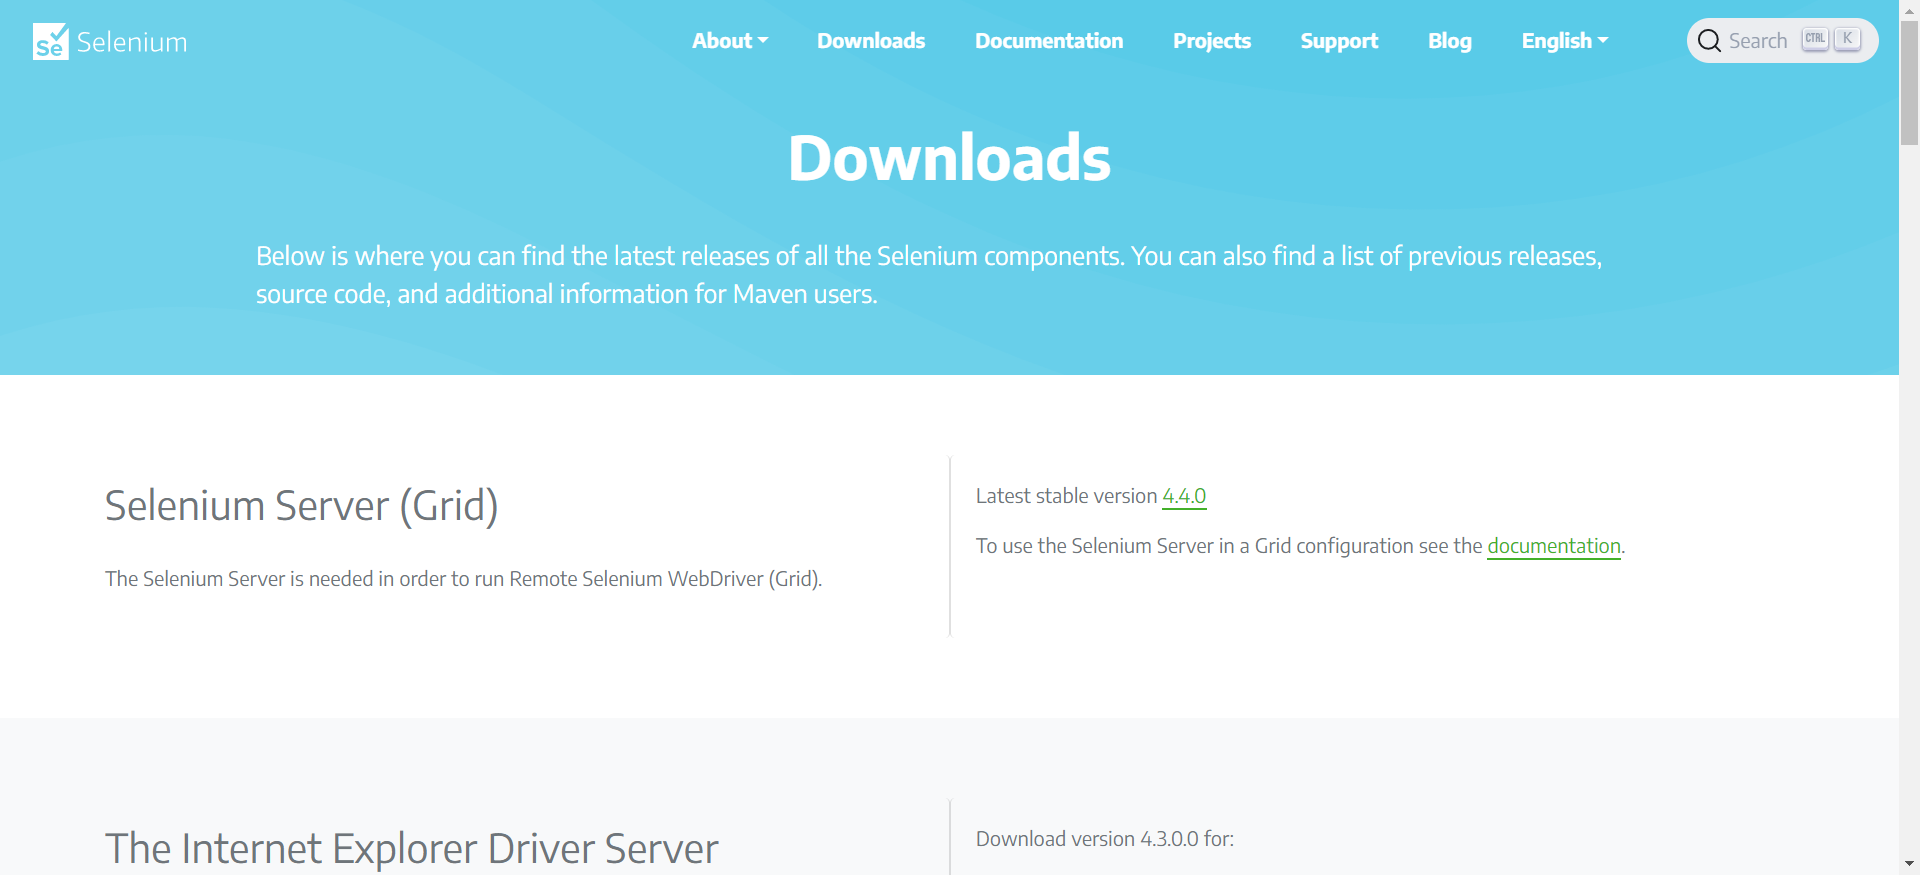 Se Selenium
About Downloads Documentation Projects Support Blog English
Search CTRL K
Downloads
Below is where you can find the latest releases of all the Selenium components. You can also find a list of previous releases,
source code, and additional information for Maven users.
Selenium Server (Grid)
The Selenium Server is needed in order to run Remote Selenium WebDriver (Grid).
Latest stable version 4.4.0
To use the Selenium Server in a Grid configuration see the documentation.
The Internet Explorer Driver Server
Download version 4.3.0.0 for: